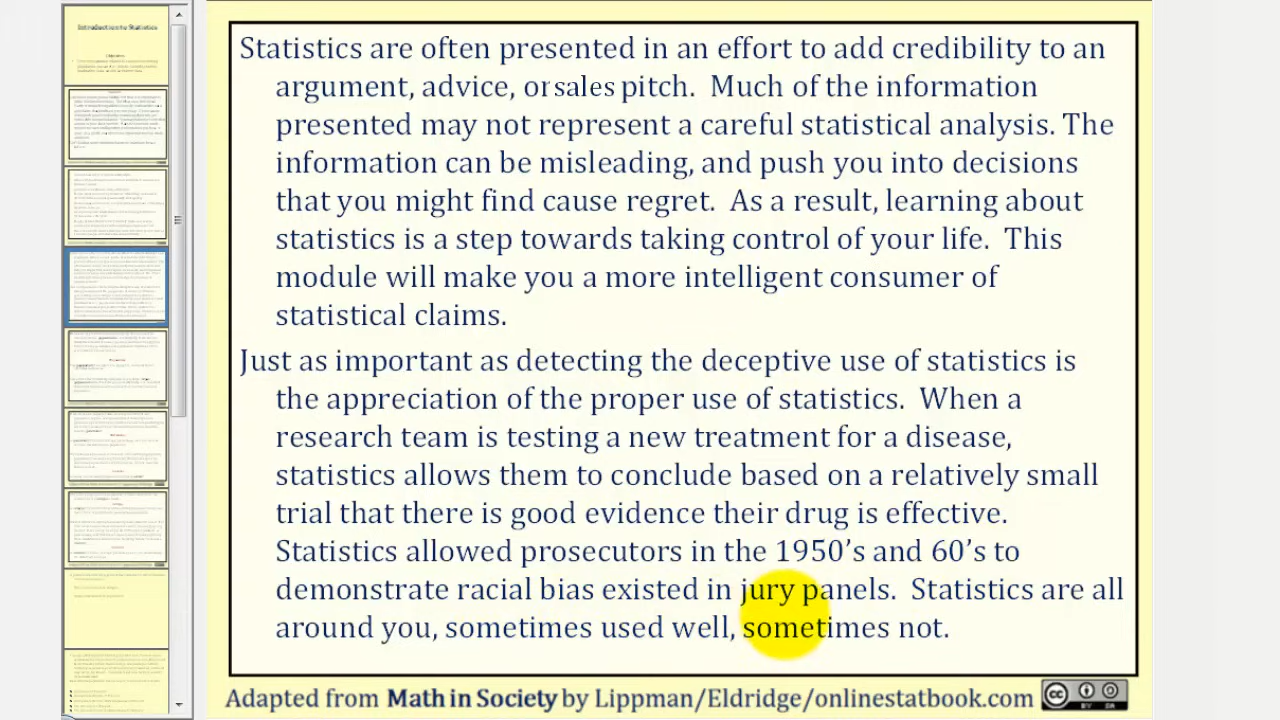 Introduction to Statistics
Statistics are often presented in an effort to add credibility to an
argument, advice, or sales pitch. Much of the information
presented may not represent a careful statistical analysis. The
information can be misleading, and push you into decisions
that you might find cause regret. As a result, learning about
statistics is a step towards taking control of your life. This
module will make you a more intelligent consumer of
statistical claims.
Just as important as detecting the deceptive use of statistics is
the appreciation of the proper use of statistics. When a
research team is testing a new treatment for a disease,
statistics allows them to conclude based on a relatively small
trial that there is good evidence their drug is effective.
Statistics allowed prosecutors in the 1950's and 60's to
demonstrate racial bias existed in jury panels. Statistics are all
around you, sometimes used well, sometimes not.
Adapted from Math in Society by Lippman/Eldridge/onlinestatbook.com
cc BY SA